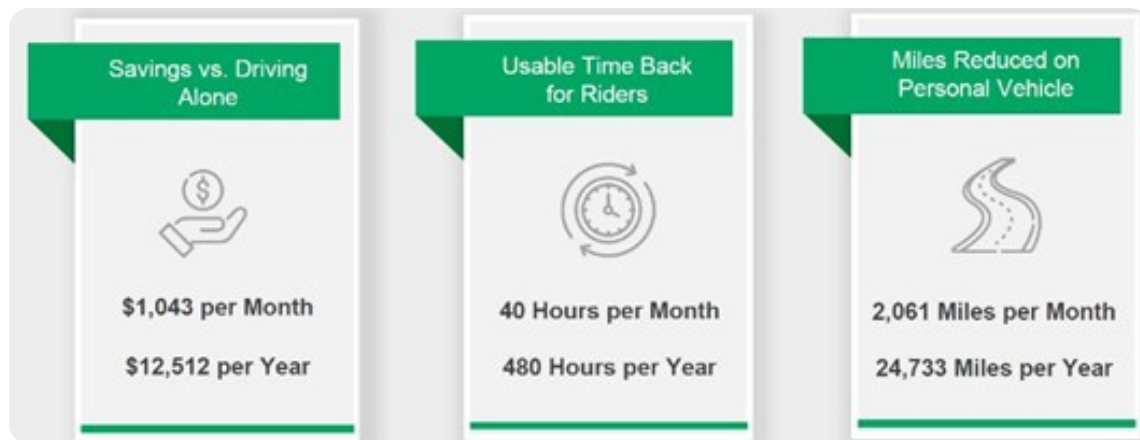 Savings vs. Driving
Alone
$1,043 per Month
$12,512 per Year
Usable Time Back
for Riders
40 Hours per Month
480 Hours per Year
Miles Reduced on
Personal Vehicle
2,061 Miles per Month
24,733 Miles per Year